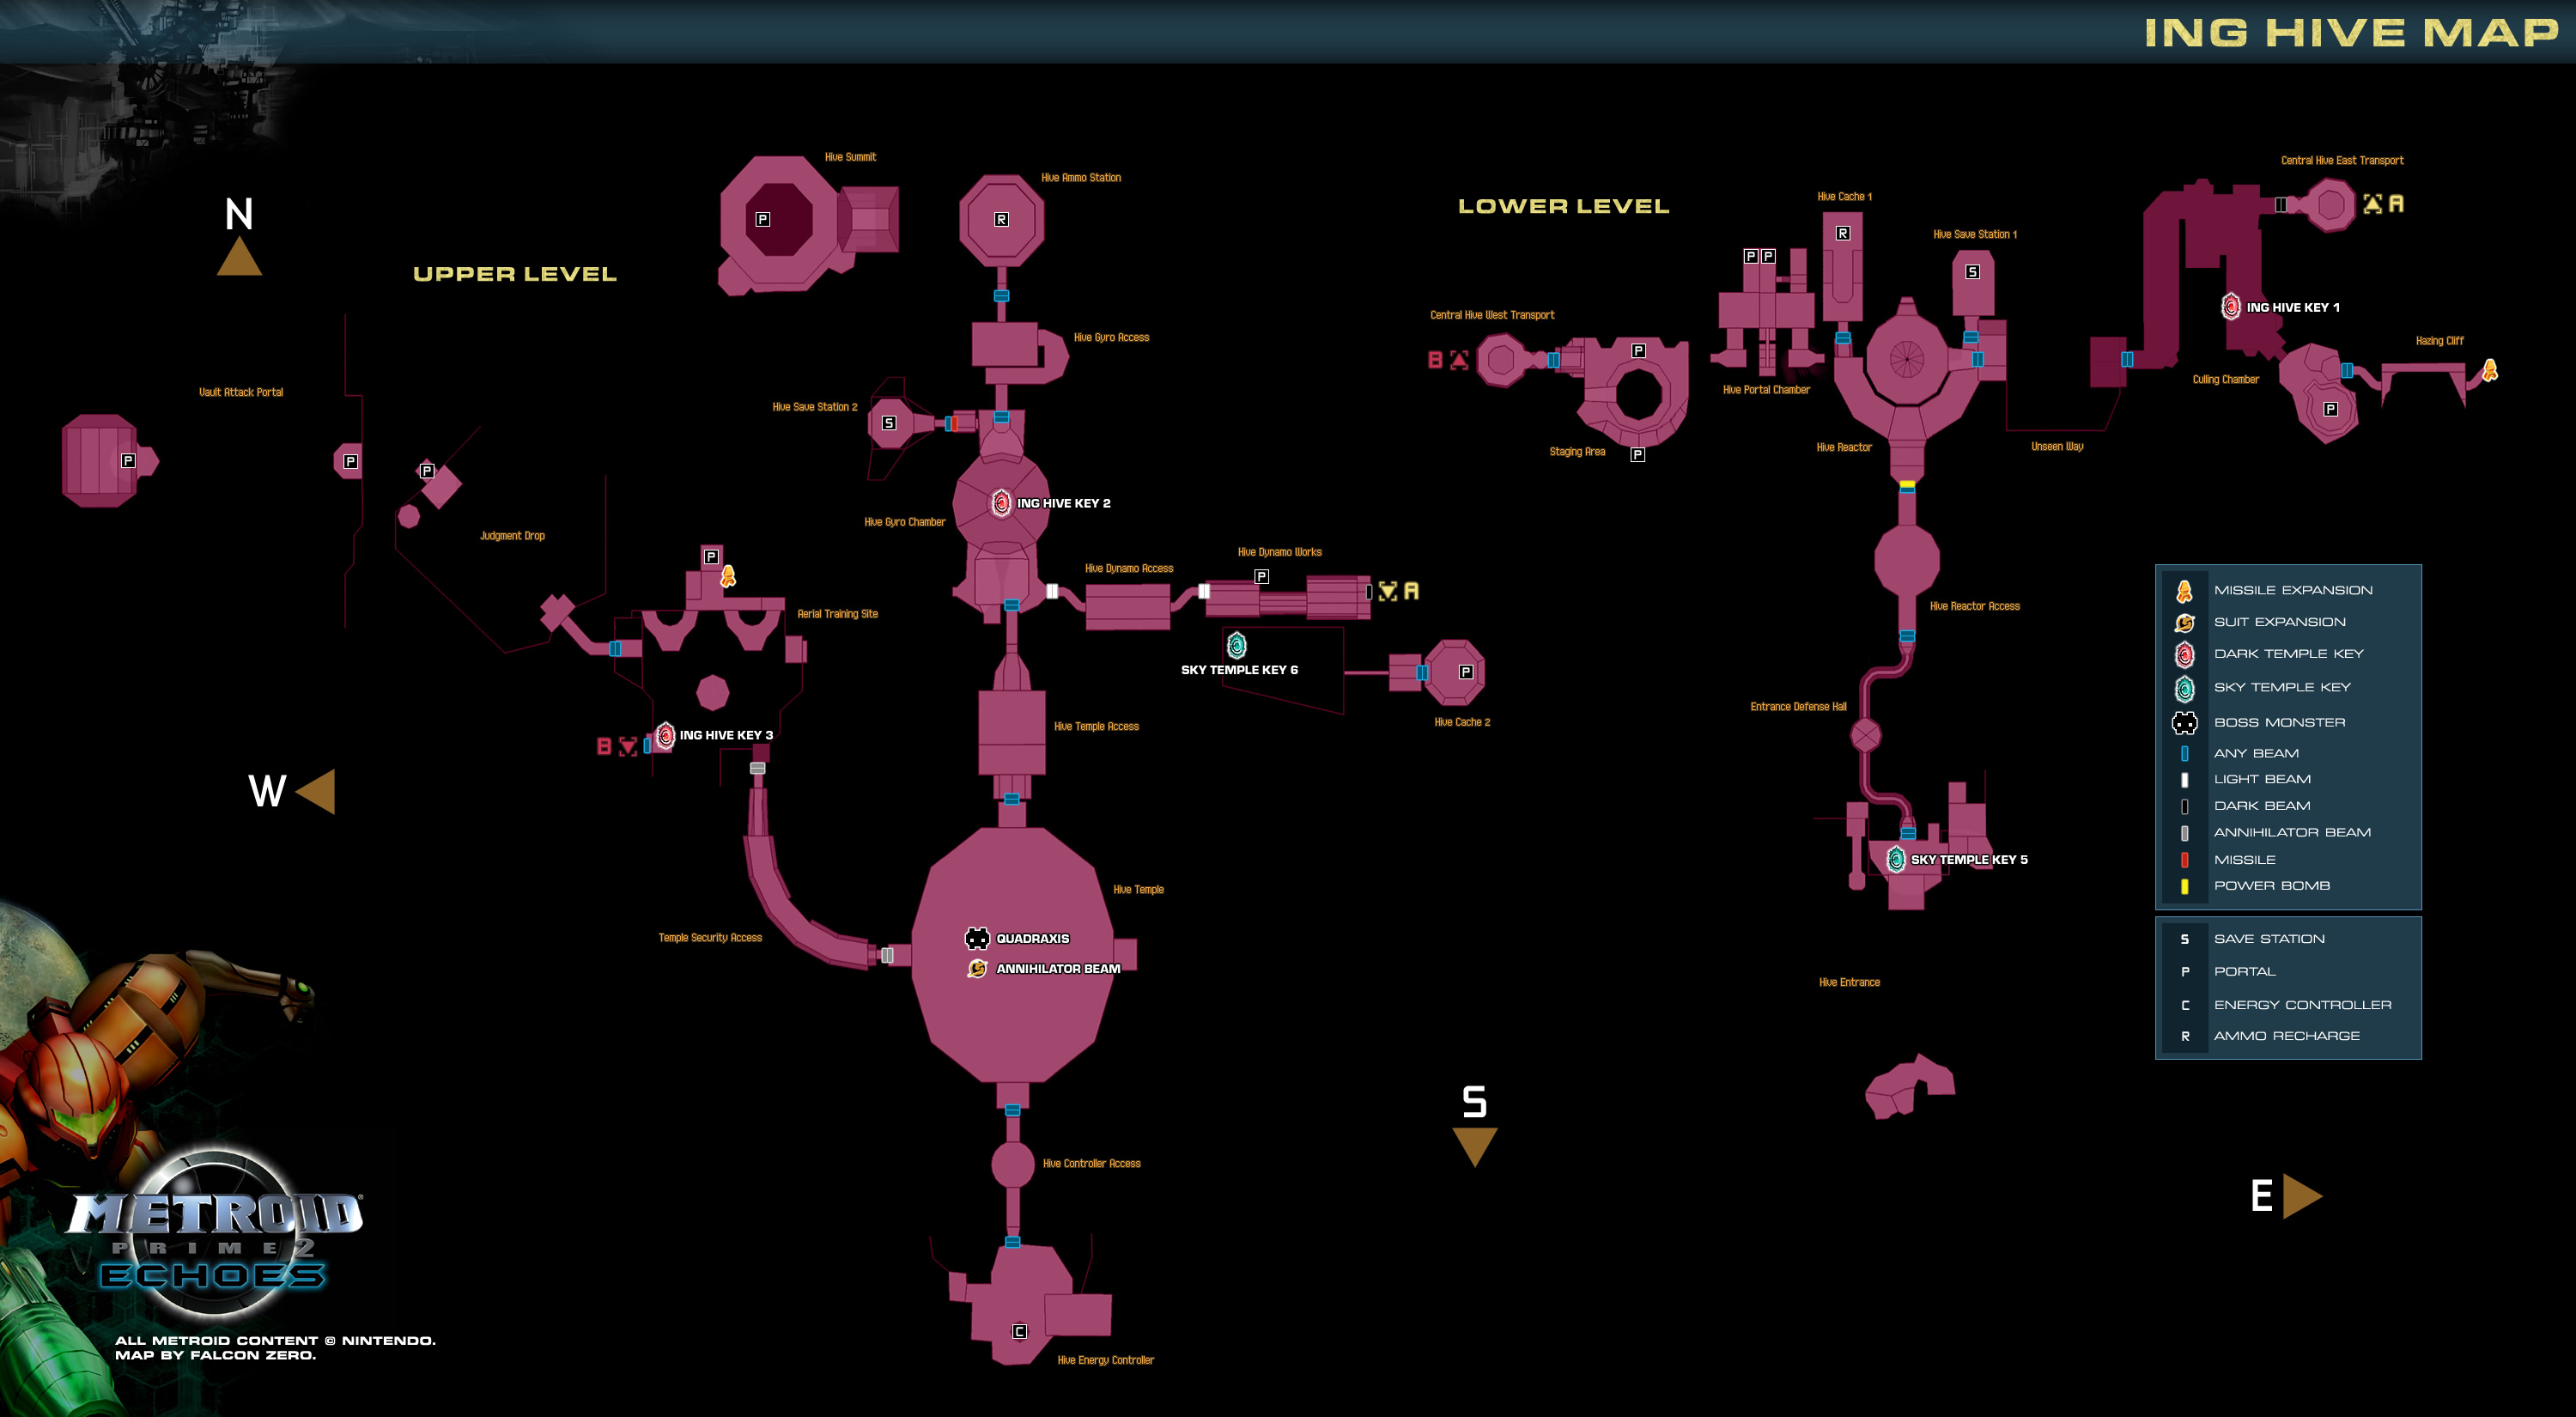 ING HIVE MAP
Hive Summit
Central Hive East Transport
Hive Ammo Station
P
R
N
UPPER LEVEL
LOWER LEVEL
Hive Cache 1
R
Hive Save Station 1
S
A
P P
ING HIVE KEY 1
Central Hive West Transport
B
P
Hive Gyro Access
Hazing Cliff
Culling Chamber
Hive Portal Chamber
Vault Attack Portal
Hive Save Station 2
S
P
Staging Area
P
Hive Reactor
Unseen Way
P
P
P
ING HIVE KEY 2
Hive Gyro Chamber
Judgment Drop
P
Hive Dynamo Works
Hive Dynamo Access
P
A
Aerial Training Site
Hive Reactor Access
SKY TEMPLE KEY 6
P
Hive Cache 2
Hive Temple Access
Entrance Defense Hall
B
ING HIVE KEY 3
W
SKY TEMPLE KEY 5
Hive Temple
Temple Security Access
QUADRAXIS
ANNIHILATOR BEAM
Hive Entrance
MISSILE EXPANSION
SUIT EXPANSION
DARK TEMPLE KEY
SKY TEMPLE KEY
BOSS MONSTER
ANY BEAM
LIGHT BEAM
DARK BEAM
ANNIHILATOR BEAM
MISSILE
POWER BOMB
S SAVE STATION
P PORTAL
C ENERGY CONTROLLER
R AMMO RECHARGE
S
E
Hive Controller Access
C
Hive Energy Controller
METROID®
PRIME 2
ECHOES
ALL METROID CONTENT © NINTENDO.
MAP BY FALCON ZERO.